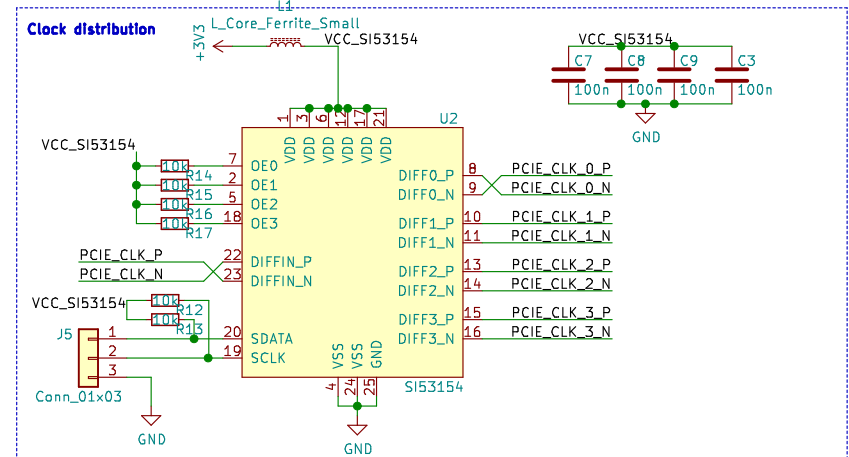 Clock distribution
L1
L_Core_Ferrite_Small
+3V3
VCC_SI53154
VCC_SI53154
C7
100n
C8
100n
C9
100n
C3
100n
GND
U2
1
3
6
12
17
21
VDD
VDD
VDD
VDD
VDD
VDD
VCC_SI53154
10k
R14
7
OE0
10k
R15
2
OE1
10k
R16
5
OE2
10k
R17
18
OE3
PCIE_CLK_P
22
DIFFIN_P
PCIE_CLK_N
23
DIFFIN_N
VCC_SI53154
10k
R12
10k
R13
J5
1
20
SDATA
2
19
SCLK
3
Conn_01x03
GND
DIFF0_P
8
PCIE_CLK_0_P
DIFF0_N
9
PCIE_CLK_0_N
DIFF1_P
10
PCIE_CLK_1_P
DIFF1_N
11
PCIE_CLK_1_N
DIFF2_P
13
PCIE_CLK_2_P
DIFF2_N
14
PCIE_CLK_2_N
DIFF3_P
15
PCIE_CLK_3_P
DIFF3_N
16
PCIE_CLK_3_N
VSS
VSS
GND
4
24
25
SI53154
GND